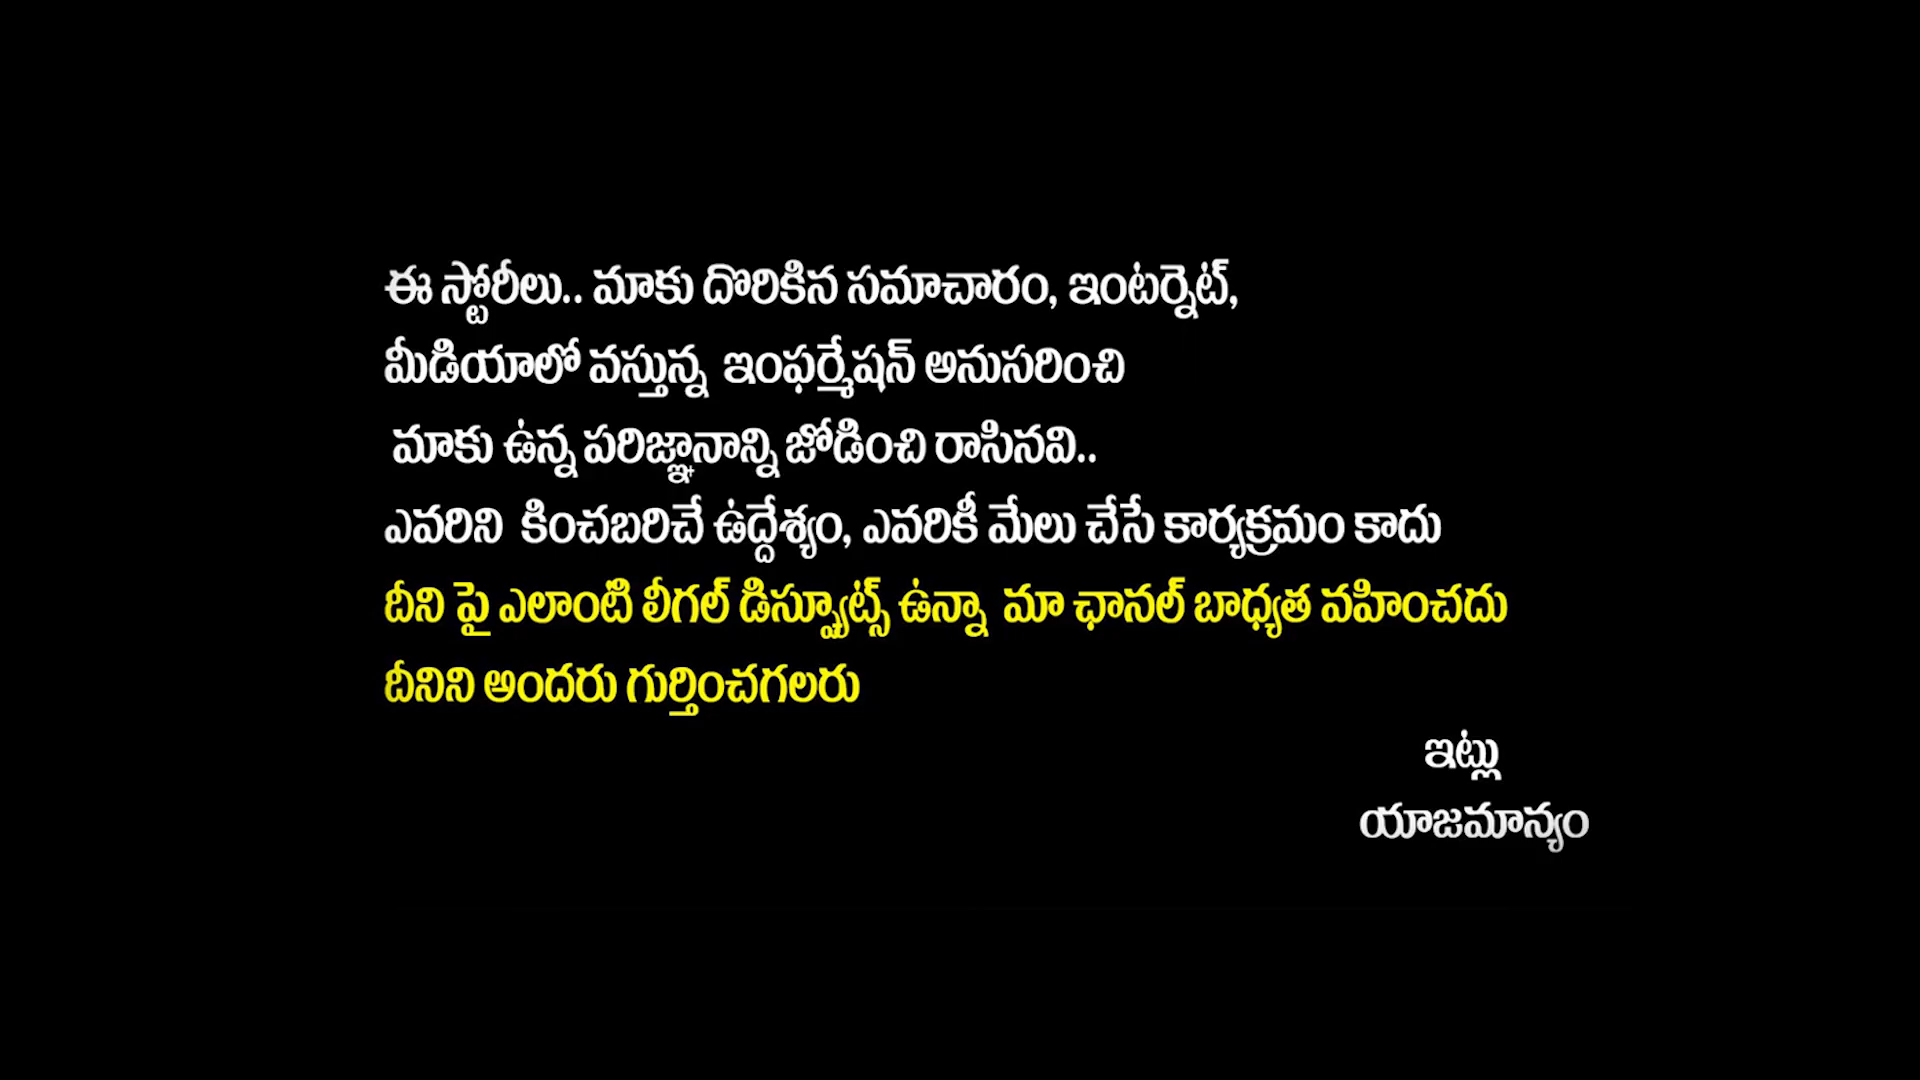 ఈ స్టోరీలు.. మాకు దొరికిన సమాచారం, ఇంటర్నెట్,
మీడియాలో వస్తున్న ఇంఫర్మేషన్ అనుసరించి
మాకు ఉన్న పరిజ్ఞానాన్ని జోడించి రాసినవి..
ఎవరిని కించబరిచే ఉద్దేశ్యం, ఎవరికీ మేలు చేసే కార్యక్రమం కాదు
దీని పై ఎలాంటి లీగల్ డిస్ప్యూట్స్ ఉన్నా మా ఛానల్ బాధ్యత వహించదు
దీనిని అందరు గుర్తించగలరు
ఇట్లు
యాజమాన్యం